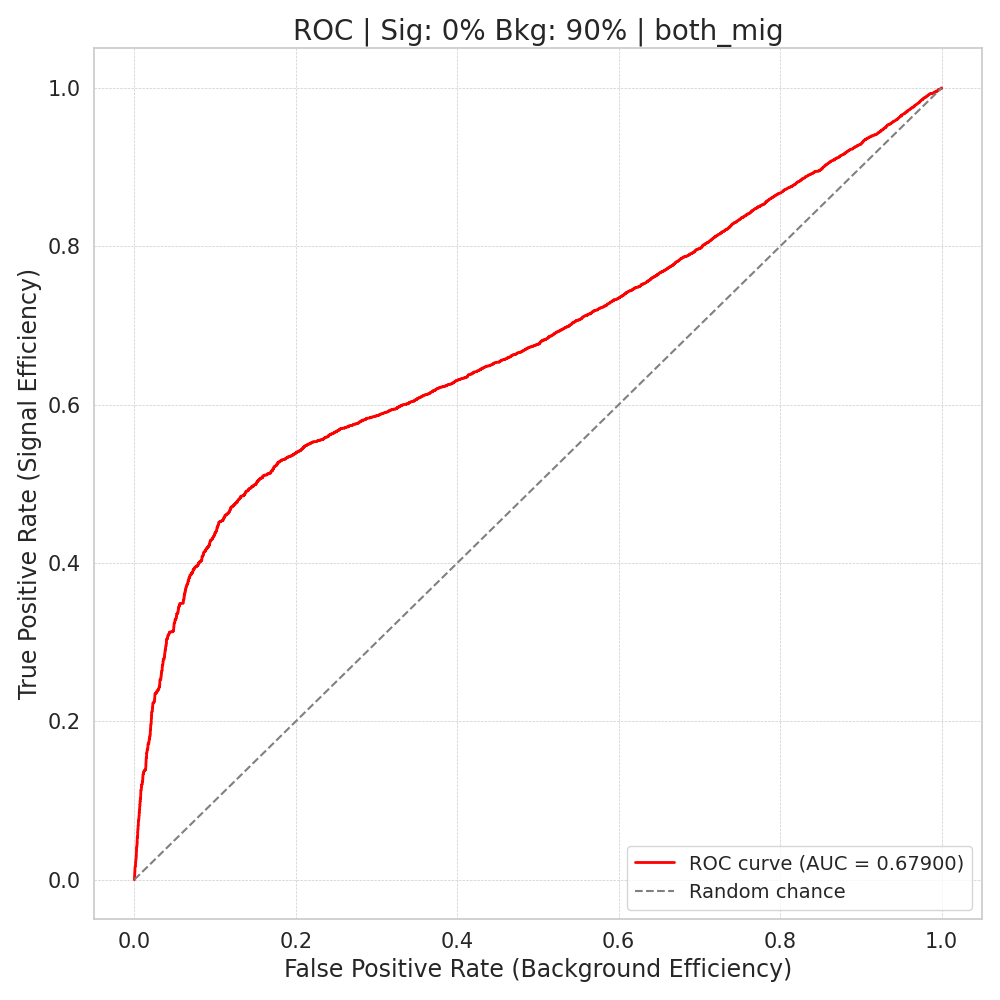 ROC | Sig: 0% Bkg: 90% | both_mig
True Positive Rate (Signal Efficiency)
1.0
0.8
0.6
0.4
0.2
0.0
ROC curve (AUC = 0.67900)
Random chance
0.0 0.2 0.4 0.6 0.8 1.0
False Positive Rate (Background Efficiency)